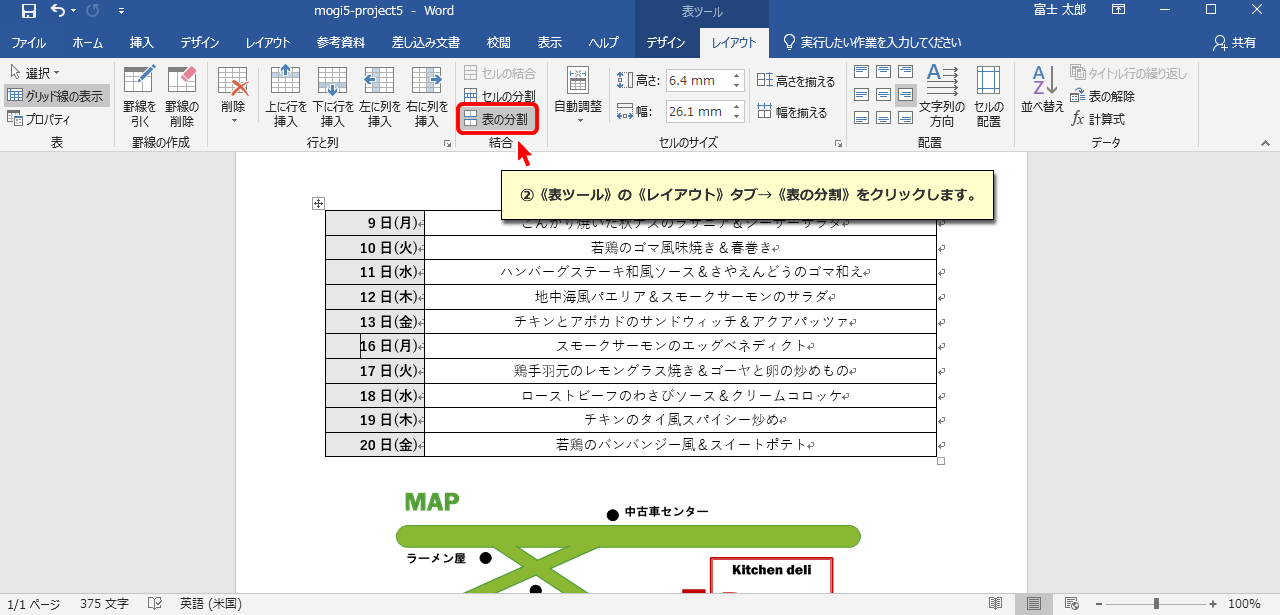 mogi5-project5 - Word
表ツール
富士 太郎
ファイル ホーム 挿入 デザイン レイアウト 参考資料 差し込み文書 校閲 表示 ヘルプ デザイン レイアウト 実行したい作業を入力してください 共有
選択
グリッド線の表示
プロパティ
表
罫線を引く
罫線の削除
罫線の作成
削除
上に行を挿入
下に行を挿入
左に列を挿入
右に列を挿入
行と列
セルの結合
セルの分割
表の分割
結合
自動調整
高さ: 6.4 mm
幅: 26.1 mm
高さを揃える
幅を揃える
セルのサイズ
文字列の方向
セルの配置
配置
並べ替え
タイトル行の繰り返し
表の解除
計算式
データ
②《表ツール》の《レイアウト》タブ→《表の分割》をクリックします。
9 日(月) こんがり焼いた秋ナスのラザニア＆シーザーサラダ
10 日(火) 若鶏のゴマ風味焼き＆春巻き
11 日(水) ハンバーグステーキ和風ソース＆さやえんどうのゴマ和え
12 日(木) 地中海風パエリア＆スモークサーモンのサラダ
13 日(金) チキンとアボカドのサンドウィッチ＆アクアパッツァ
16 日(月) スモークサーモンのエッグベネディクト
17 日(火) 鶏手羽元のレモングラス焼き＆ゴーヤと卵の炒めもの
18 日(水) ローストビーフのわさびソース＆クリームコロッケ
19 日(木) チキンのタイ風スパイシー炒め
20 日(金) 若鶏のバンバンジー風＆スイートポテト
MAP
中古車センター
ラーメン屋
Kitchen deli
1/1 ページ 375 文字 英語 (米国) 100%